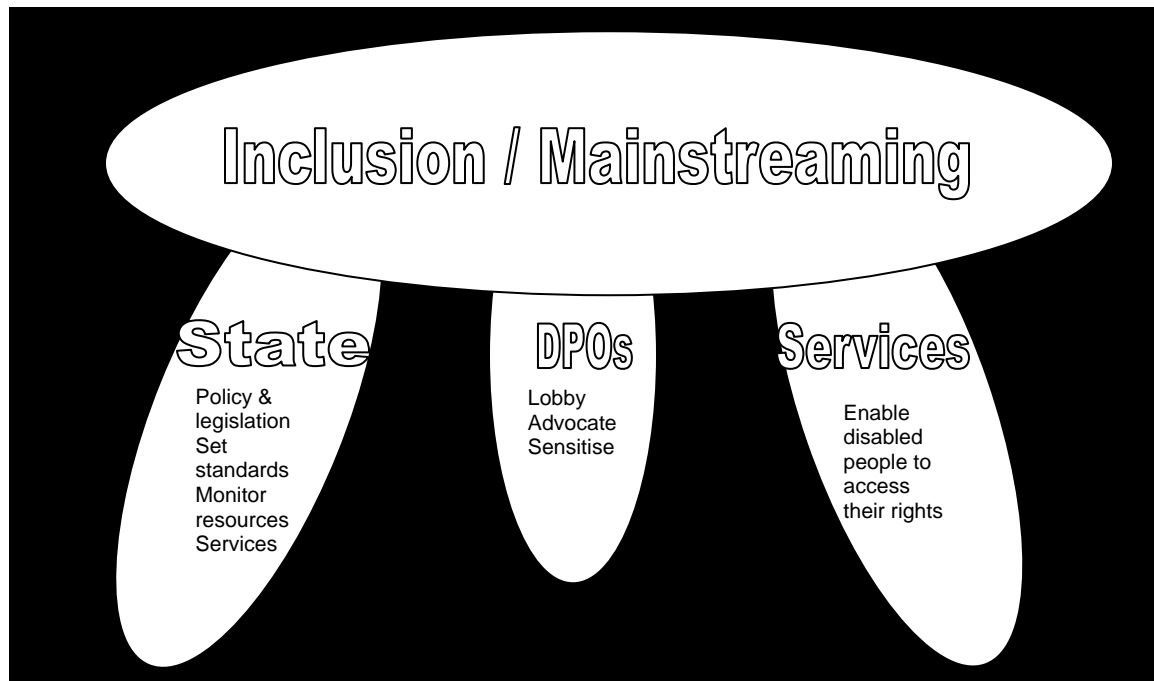 Inclusion / Mainstreaming
State
Policy &
legislation
Set
standards
Monitor
resources
Services
DPOs
Lobby
Advocate
Sensitise
Services
Enable
disabled
people to
access
their rights